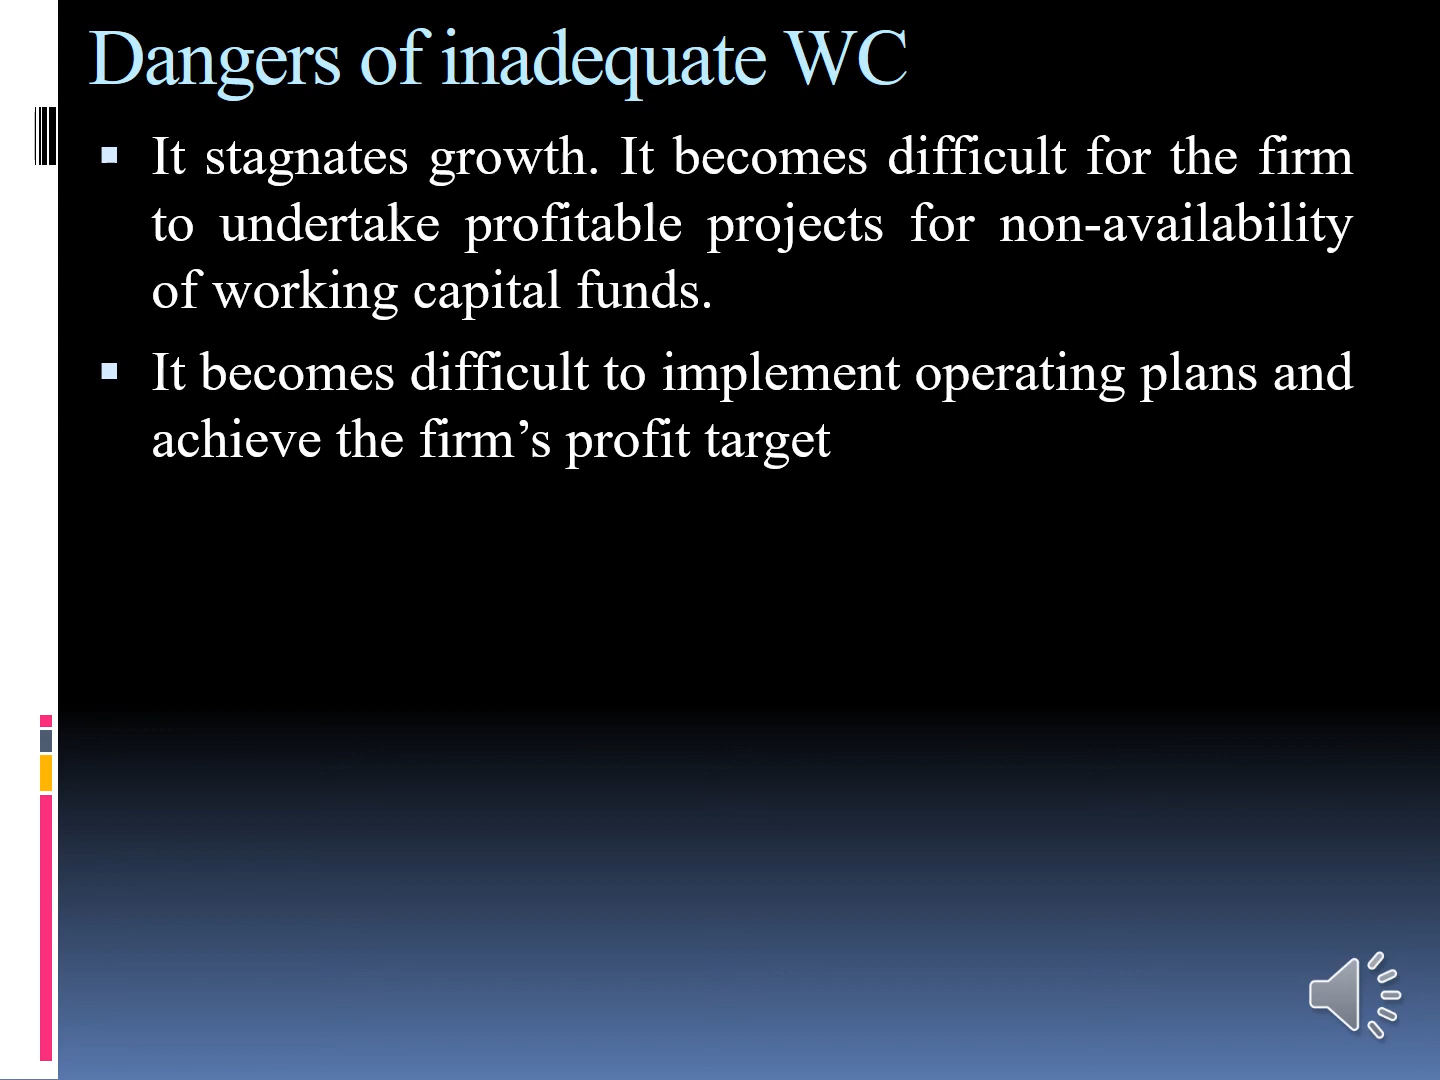 Dangers of inadequate WC
It stagnates growth. It becomes difficult for the firm
to undertake profitable projects for non-availability
of working capital funds.
It becomes difficult to implement operating plans and
achieve the firm’s profit target